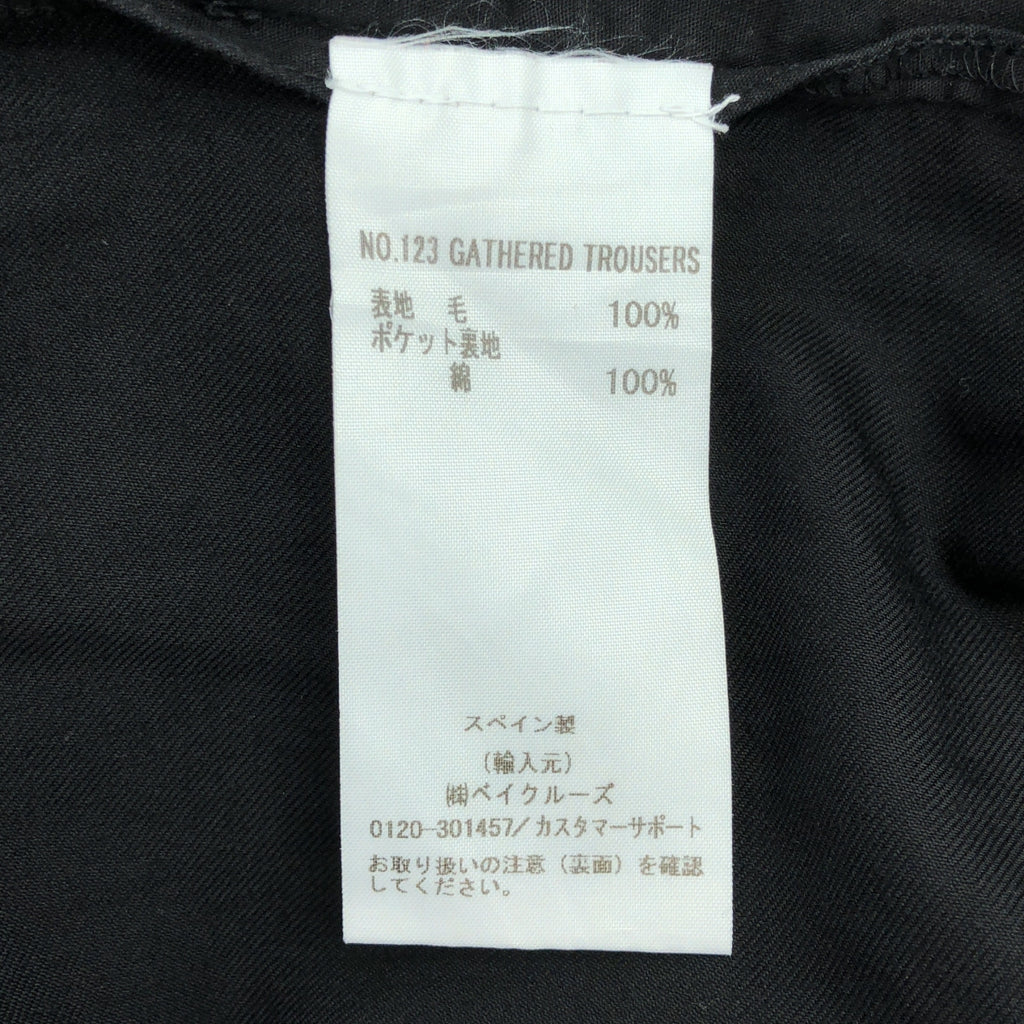 NO.123 GATHERED TROUSERS
表地 毛 100%
ポケット裏地
綿 100%
スペイン製
(輸入元)
㈱ベイクルーズ
0120-301457/カスタマーサポート
お取り扱いの注意(裏面)を確認
してください。